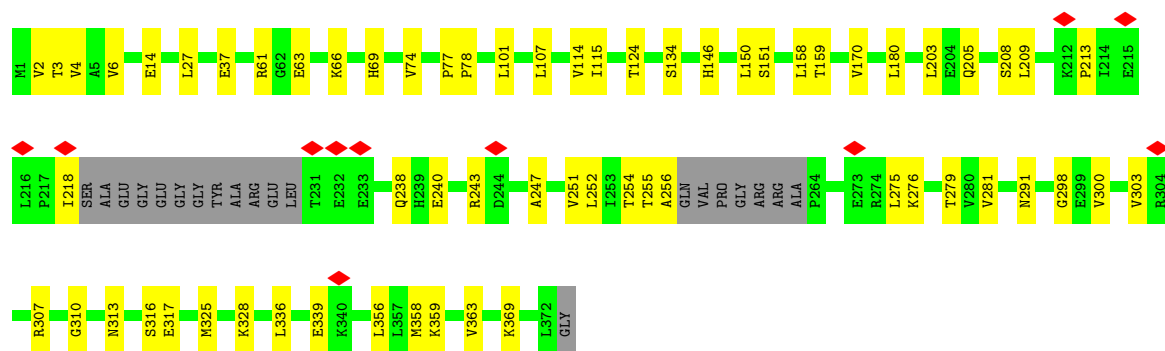 M1 V2 T3 V4 A5 V6 E14 L27 E37 R61 G62 E63 K66 H69 V74 P77 P78 L101 L107 V114 I115 T124 S134 H146 L150 S151 L158 T159 V170 L180 L203 E204 Q205 S208 L209 K212 P213 I214 E215
L216 P217 I218 SER ALA GLU GLY GLU GLY GLY TYR ALA ARG GLU LEU T231 E232 E233 Q238 H239 E240 R243 D244 A247 V251 L252 I253 T254 T255 A256 GLN VAL PRO GLY ARG ARG ALA P264 E273 R274 L275 K276 T279 V280 V281 N291 G298 E299 V300 V303 R304
R307 G310 N313 S316 E317 M325 K328 L336 E339 K340 L356 L357 M358 K359 V363 K369 L372 GLY